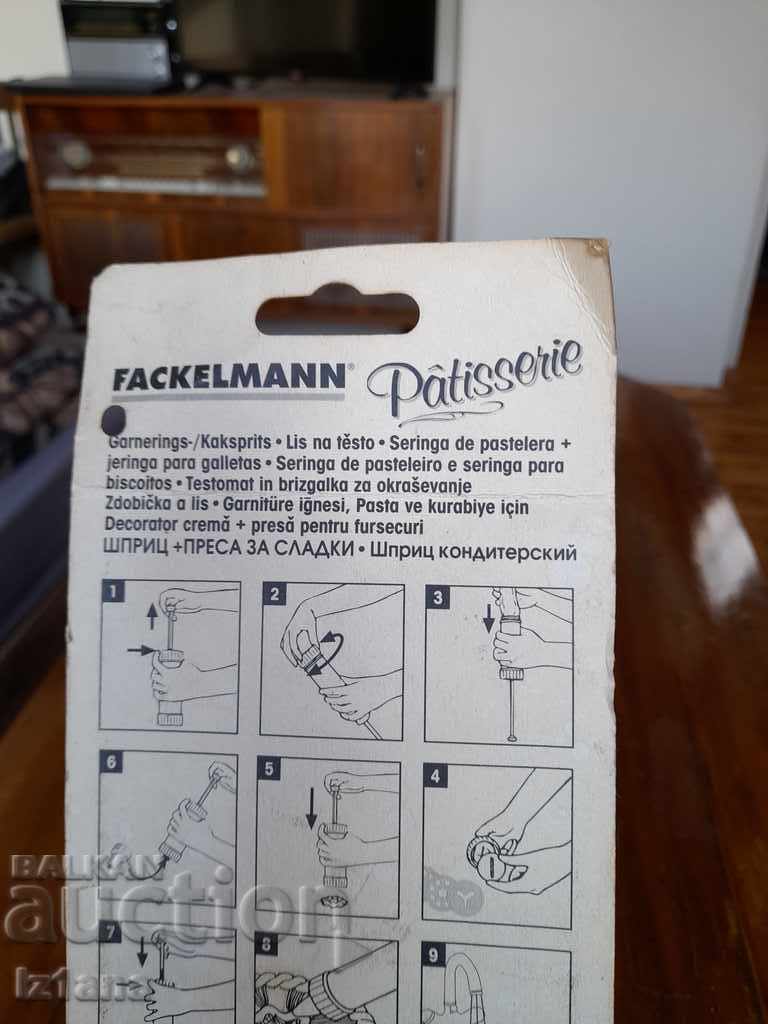 FACKELMANN®
Pâtisserie
Garnerings-/Kaksprits • Lis na těsto • Seringa de pastelera +
jeringa para galletas • Seringa de pasteleiro e seringa para
biscoitos • Testomat in brizgalka za okraševanje
Zdobička a lis • Garnitüre iğnesi, Pasta ve kurabiye için
Decorator cremă + presă pentru fursecuri
ШПРИЦ +ПРЕСА ЗА СЛАДКИ • Шприц кондитерский
1
2
3
6
5
4
7
8
9
BALKAN
auction
Iz1ana